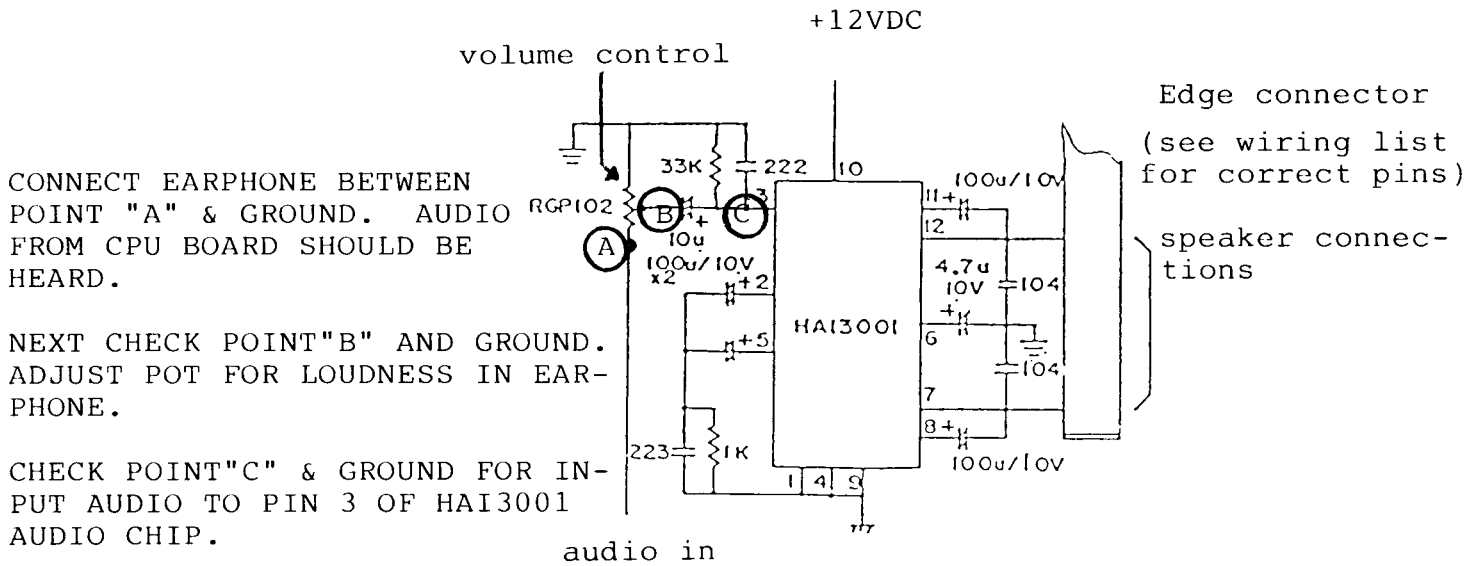 +12VDC
volume control
Edge connector
(see wiring list
for correct pins)
speaker connec-
tions
CONNECT EARPHONE BETWEEN
POINT "A" & GROUND. AUDIO
FROM CPU BOARD SHOULD BE
HEARD.
NEXT CHECK POINT"B" AND GROUND.
ADJUST POT FOR LOUDNESS IN EAR-
PHONE.
CHECK POINT"C" & GROUND FOR IN-
PUT AUDIO TO PIN 3 OF HA13001
AUDIO CHIP.
33K
222
10
RGP102
B
C
3
+
10u
A
100u/10V
x2
+2
+5
HA13001
100u/10V
11+
12
4.7u
10V
104
+
6
104
7
8+
100u/10V
223
1K
1 4 9
audio in